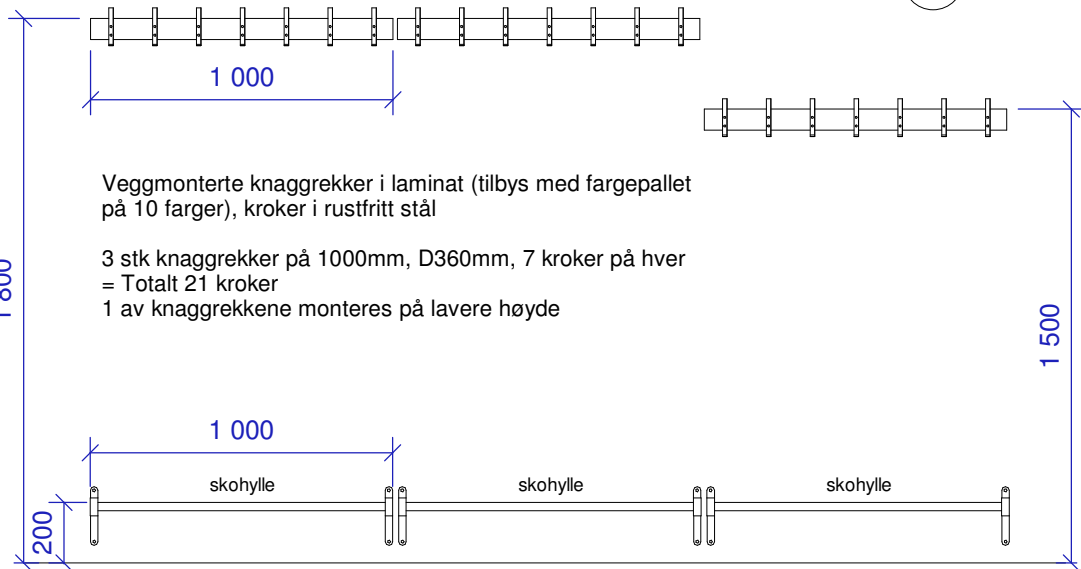 1 000
Veggmonterte knaggrekker i laminat (tilbys med fargepallet
på 10 farger), kroker i rustfritt stål
3 stk knaggrekker på 1000mm, D360mm, 7 kroker på hver
= Totalt 21 kroker
1 av knaggrekkene monteres på lavere høyde
1 800
1 500
1 000
skohylle
skohylle
skohylle
200